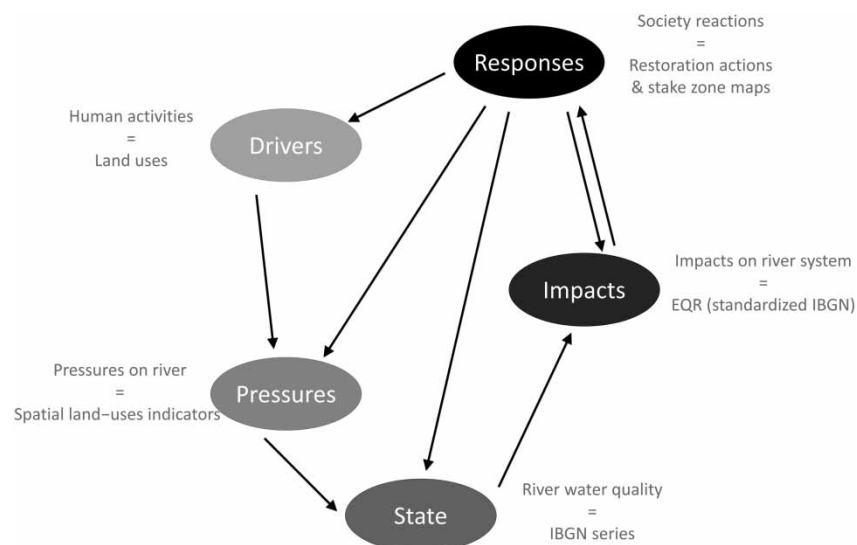 Society reactions
=
Restoration actions
& stake zone maps
Responses
Human activities
=
Land uses
Drivers
Impacts on river system
=
EQR (standardized IBGN)
Impacts
Pressures on river
=
Spatial land−uses indicators
Pressures
River water quality
=
IBGN series
State